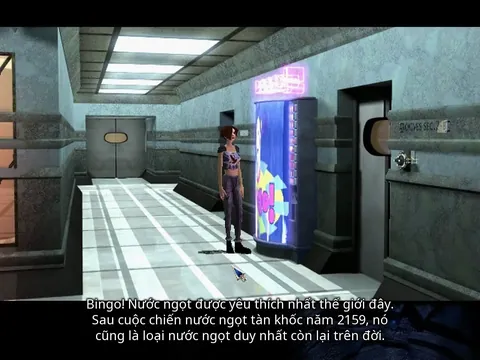 Bingo! Nước ngọt được yêu thích nhất thế giới đây.
Sau cuộc chiến nước ngọt tàn khốc năm 2159, nó
cũng là loại nước ngọt duy nhất còn lại trên đời.